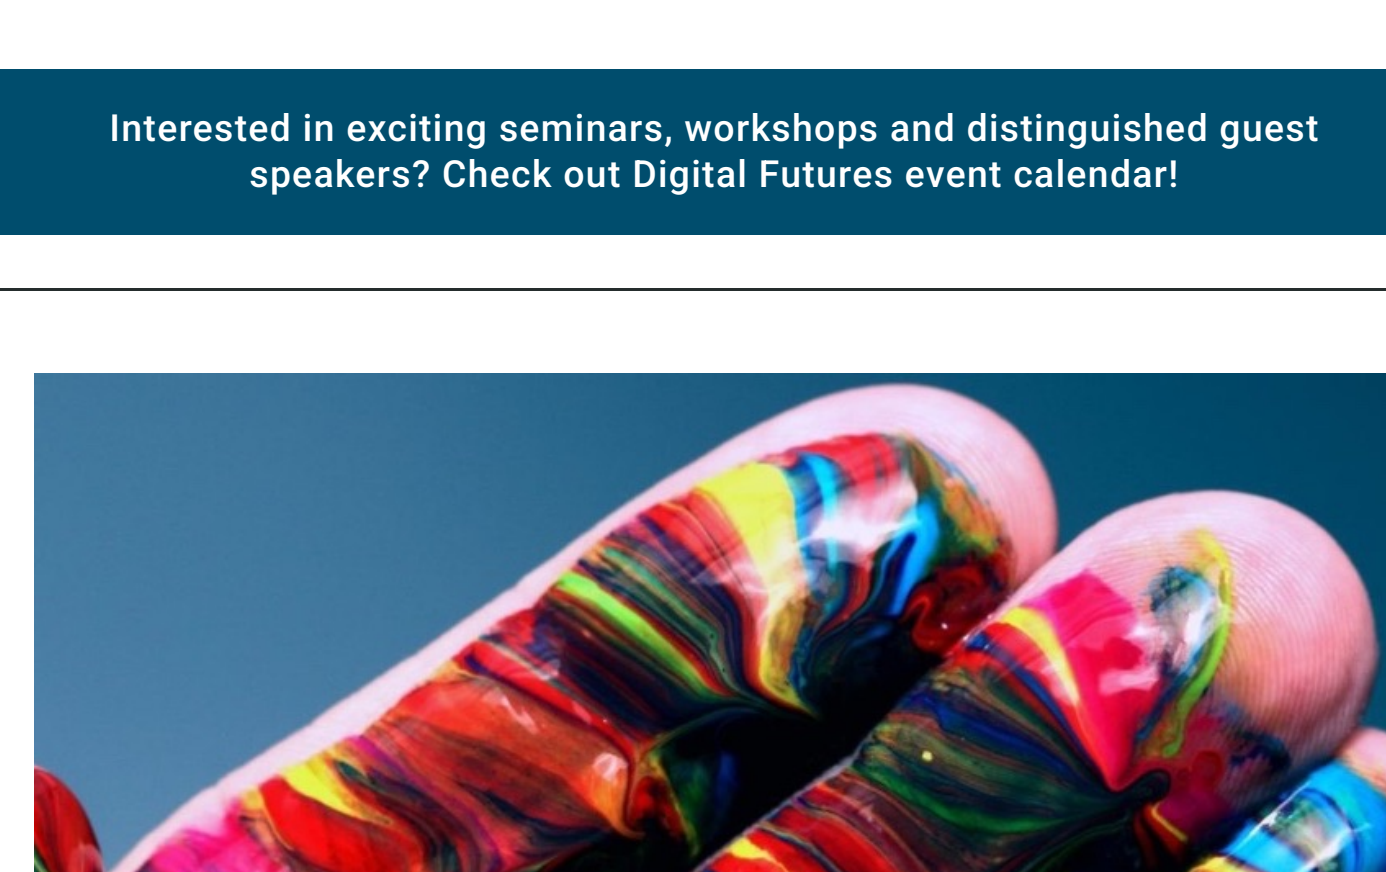 Interested in exciting seminars, workshops and distinguished guest
speakers? Check out Digital Futures event calendar!